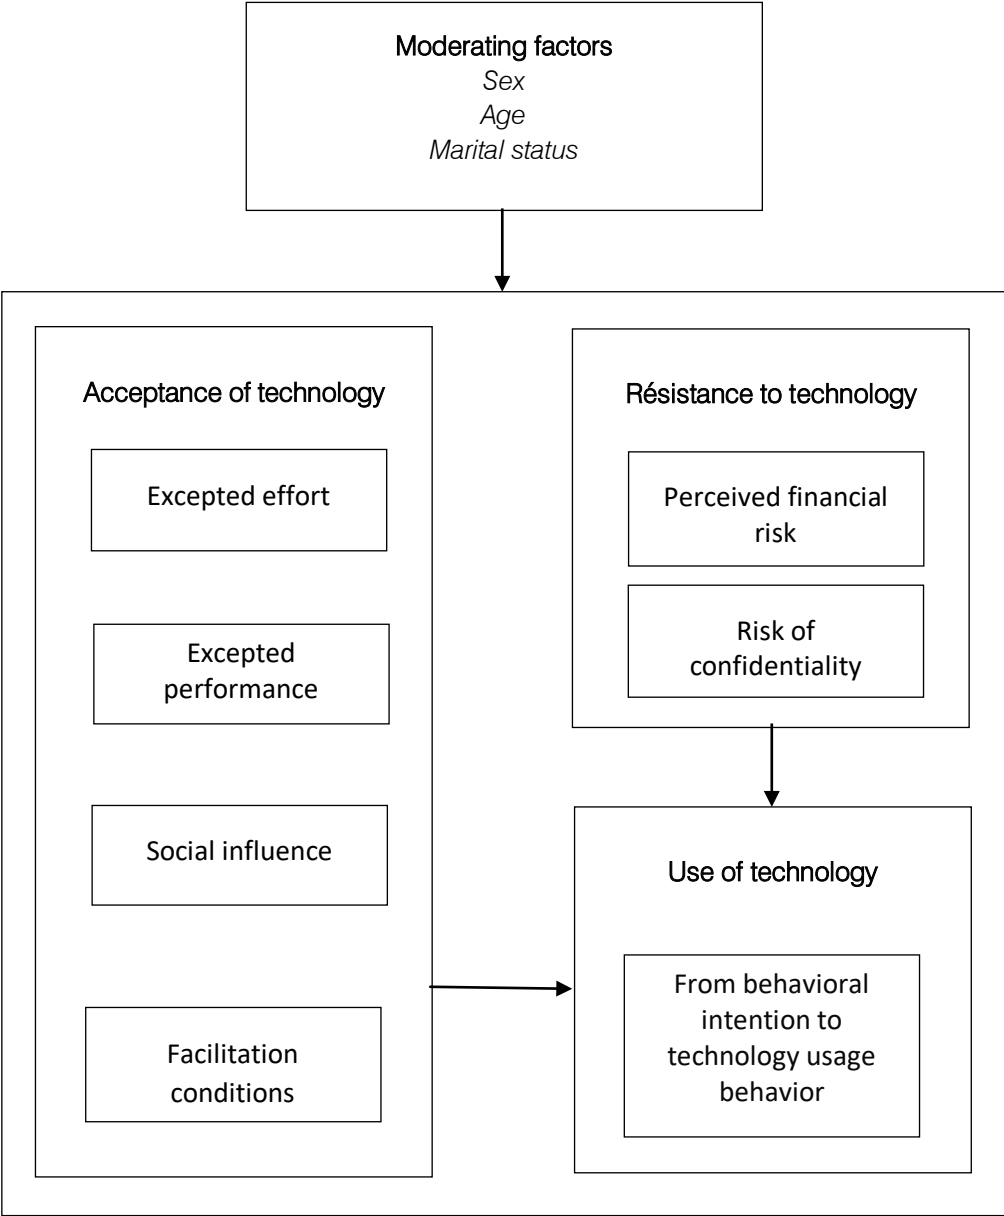 Moderating factors
Sex
Age
Marital status
Acceptance of technology
Excepted effort
Excepted
performance
Social influence
Facilitation
conditions
Résistance to technology
Perceived financial
risk
Risk of
confidentiality
Use of technology
From behavioral
intention to
technology usage
behavior